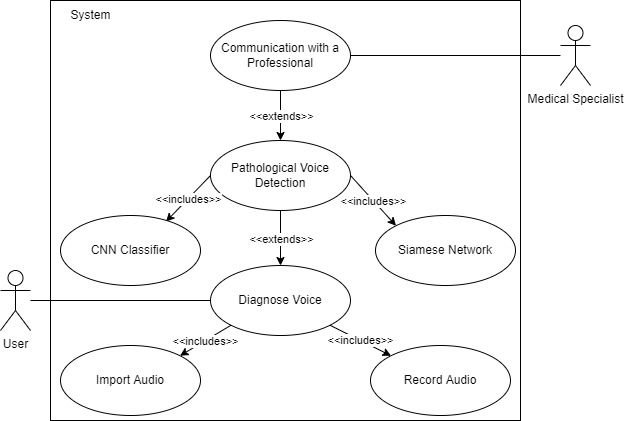 System
Communication with a
Professional
Medical Specialist
<<extends>>
Pathological Voice
Detection
<<includes>>
<<includes>>
CNN Classifier
<<extends>>
Siamese Network
Diagnose Voice
User
<<includes>>
<<includes>>
Import Audio
Record Audio